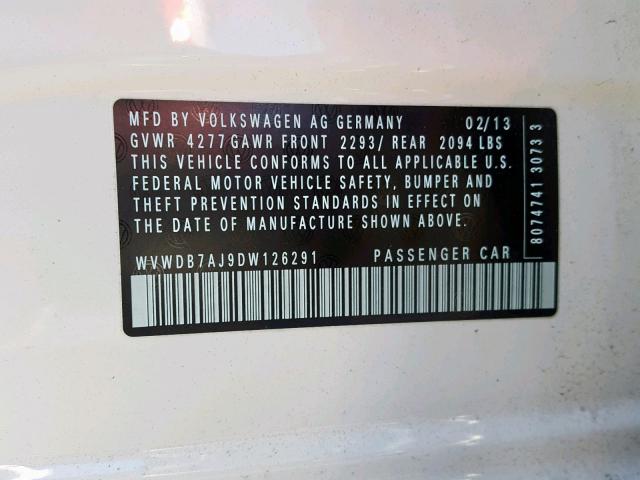 MFD BY VOLKSWAGEN AG GERMANY 02/13
GVWR 4277 GAWR FRONT 2293/ REAR 2094 LBS
THIS VEHICLE CONFORMS TO ALL APPLICABLE U.S.
FEDERAL MOTOR VEHICLE SAFETY, BUMPER AND
THEFT PREVENTION STANDARDS IN EFFECT ON
THE DATE OF MANUFACTURE SHOWN ABOVE.
WVWDB7AJ9DW126291 PASSENGER CAR
8074741 3073 3